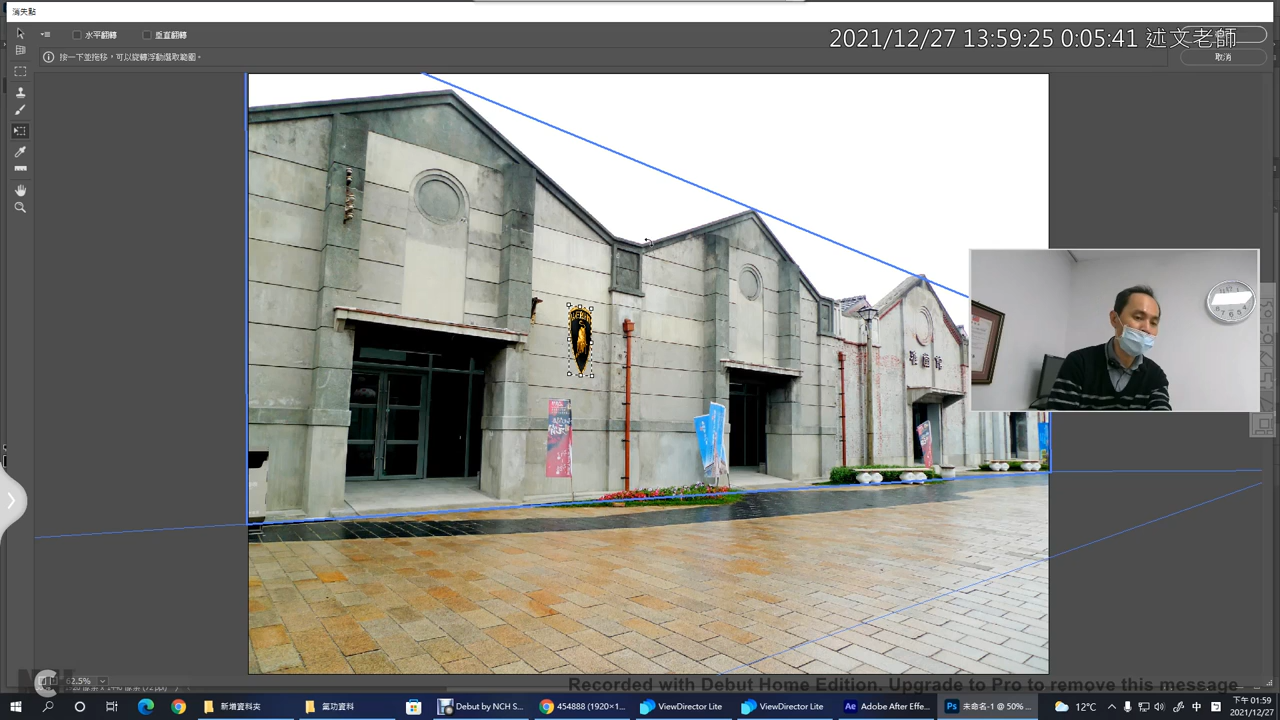 消失點
水平翻轉
垂直翻轉
2021/12/27 13:59:25 0:05:41 述文老師
按一下並拖移，可以旋轉浮動選取範圍。
取消
62.5%
Recorded with Debut Home Edition. Upgrade to Pro to remove this message
新增資料夾
氣功資料
Debut by NCH S...
454888 (1920×1...
ViewDirector Lite
ViewDirector Lite
Adobe After Effe...
未命名-1 @ 50% ...
12°C
中
下午 01:59
2021/12/27